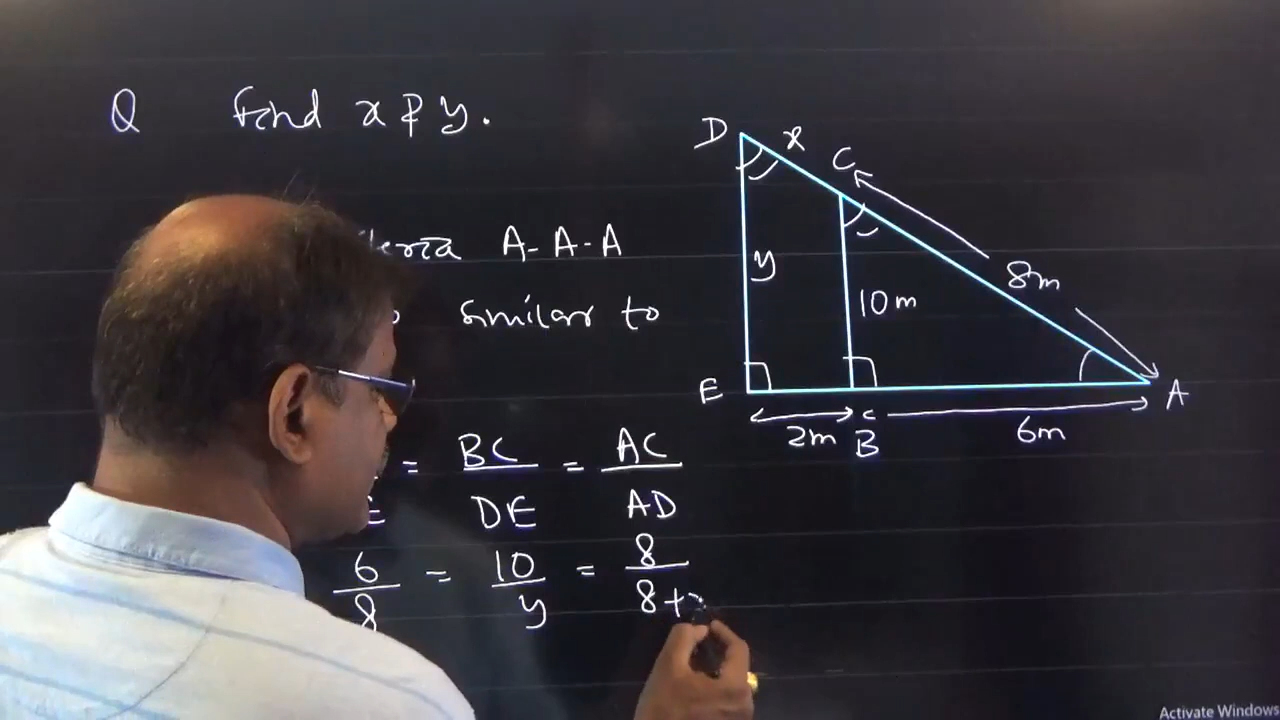 Q Find x & y.
A-A-A
similar to
= BC/DE = AC/AD
6/8 = 10/y = 8/8+
D x C
y 10m 8m
E B A
2m 6m
Activate Windows